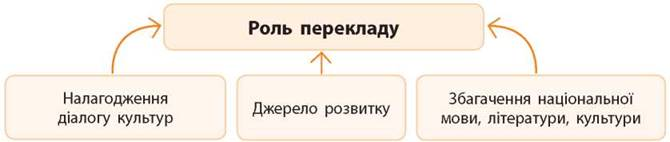 Роль перекладу
Налагодження
діалогу культур
Джерело розвитку
Збагачення національної
мови, літератури, культури